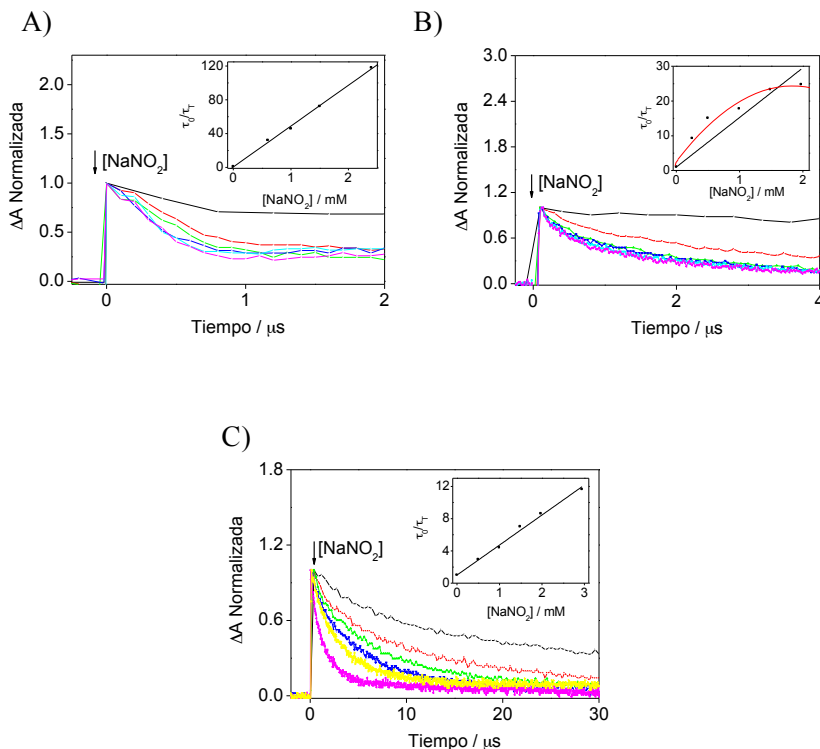 A)
ΔA Normalizada
2.0
1.5
1.0
0.5
0.0
0
1
2
Tiempo / μs
[NaNO₂]
τ₀/τT
120
80
40
0
0
1
2
[NaNO₂] / mM
B)
ΔA Normalizada
3.0
2.4
1.8
1.2
0.6
0.0
0
2
4
Tiempo / μs
[NaNO₂]
τ₀/τT
30
20
10
0
0
1
2
[NaNO₂] / mM
C)
ΔA Normalizada
1.8
1.2
0.6
0.0
0
10
20
30
Tiempo / μs
[NaNO₂]
τ₀/τT
12
8
4
0
0
1
2
3
[NaNO₂] / mM